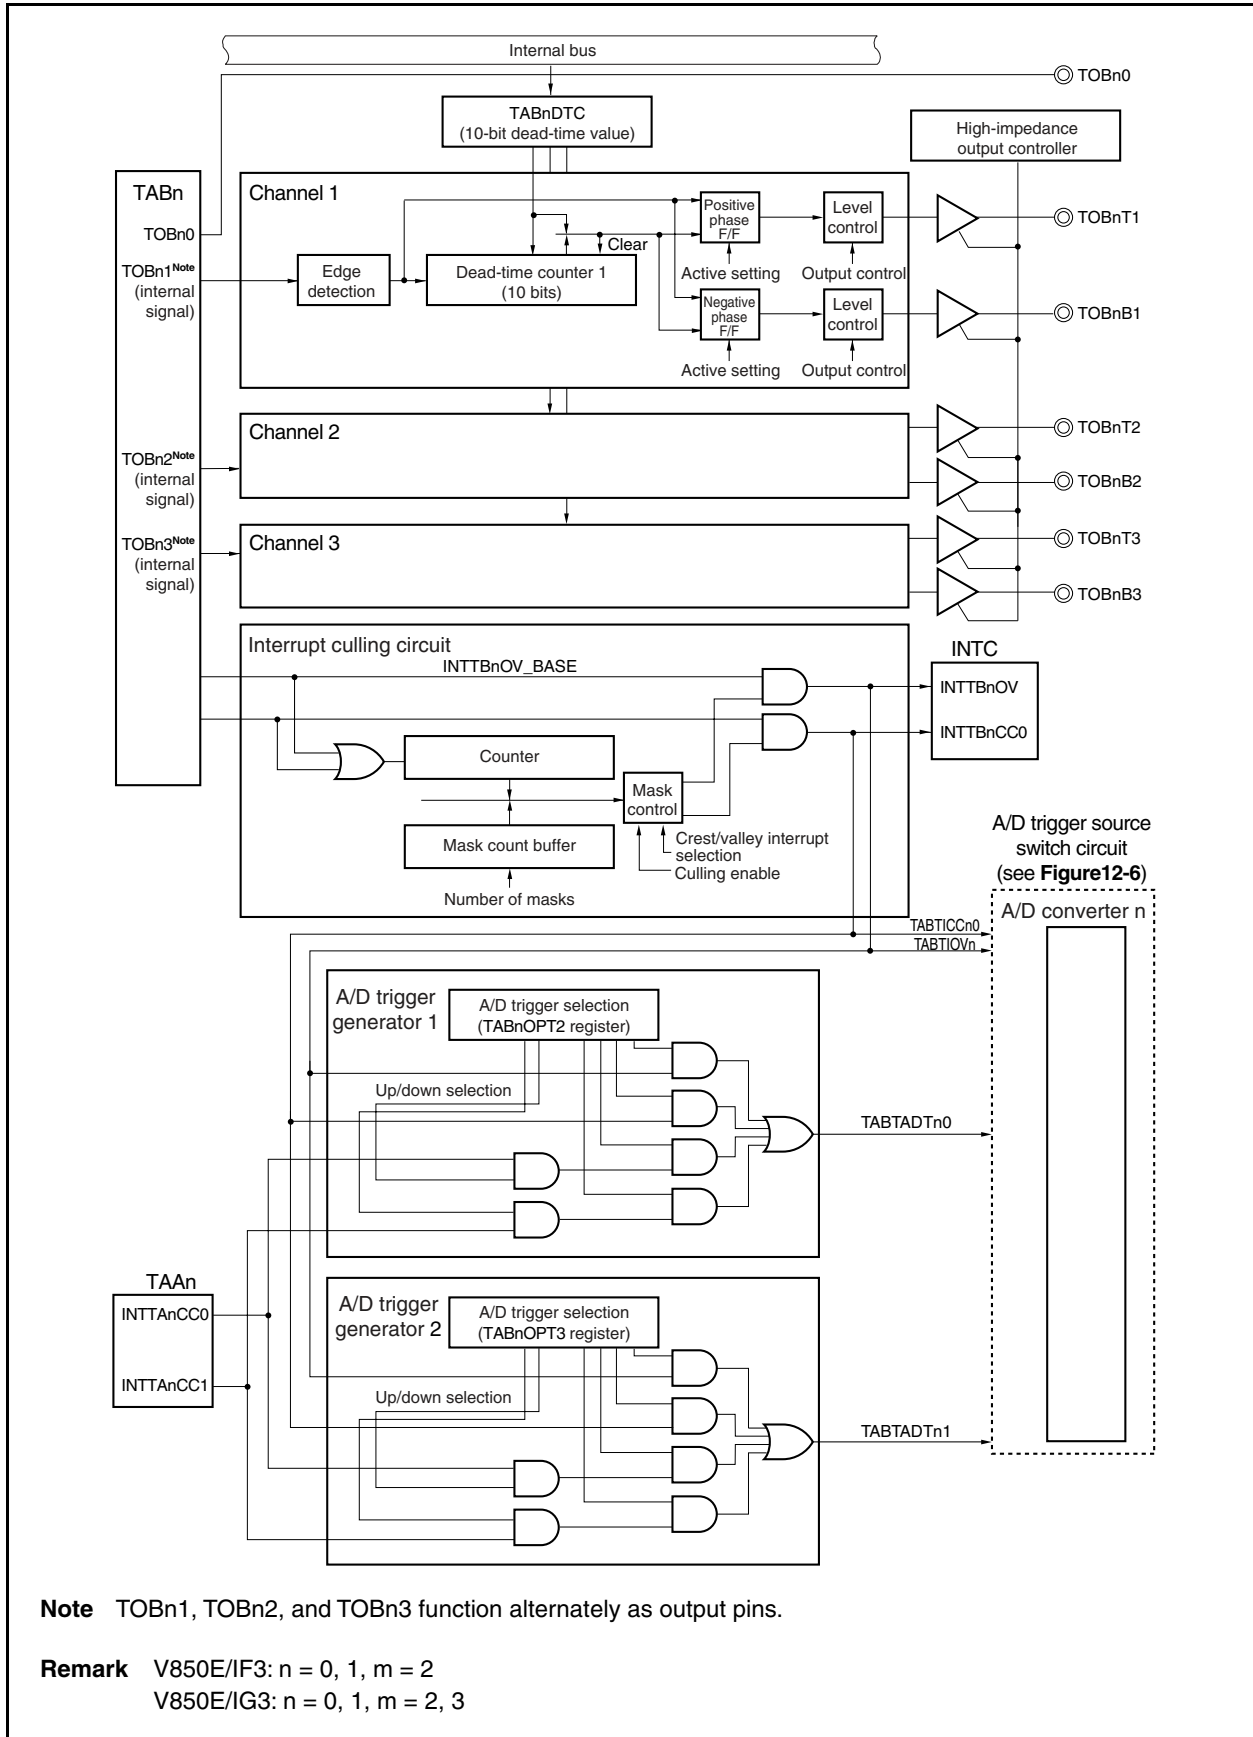 Internal bus
TOBn0
TABnDTC
(10-bit dead-time value)
High-impedance
output controller
TABn
TOBn0
TOBn1Note
(internal
signal)
Channel 1
Edge
detection
Dead-time counter 1
(10 bits)
Clear
Positive
phase
F/F
Active setting
Level
control
Output control
TOBnT1
Negative
phase
F/F
Active setting
Level
control
Output control
TOBnB1
TOBn2Note
(internal
signal)
Channel 2
TOBnT2
TOBnB2
TOBn3Note
(internal
signal)
Channel 3
TOBnT3
TOBnB3
Interrupt culling circuit
INTTBnOV_BASE
INTC
INTTBnOV
INTTBnCC0
Counter
Mask
control
Mask count buffer
Number of masks
Crest/valley interrupt
selection
Culling enable
A/D trigger source
switch circuit
(see Figure12-6)
A/D converter n
TABTICCn0
TABTIOVn
A/D trigger
generator 1
A/D trigger selection
(TABnOPT2 register)
Up/down selection
TABTADTn0
TAAn
INTTAnCC0
INTTAnCC1
A/D trigger
generator 2
A/D trigger selection
(TABnOPT3 register)
Up/down selection
TABTADTn1
Note TOBn1, TOBn2, and TOBn3 function alternately as output pins.
Remark V850E/IF3: n = 0, 1, m = 2
V850E/IG3: n = 0, 1, m = 2, 3